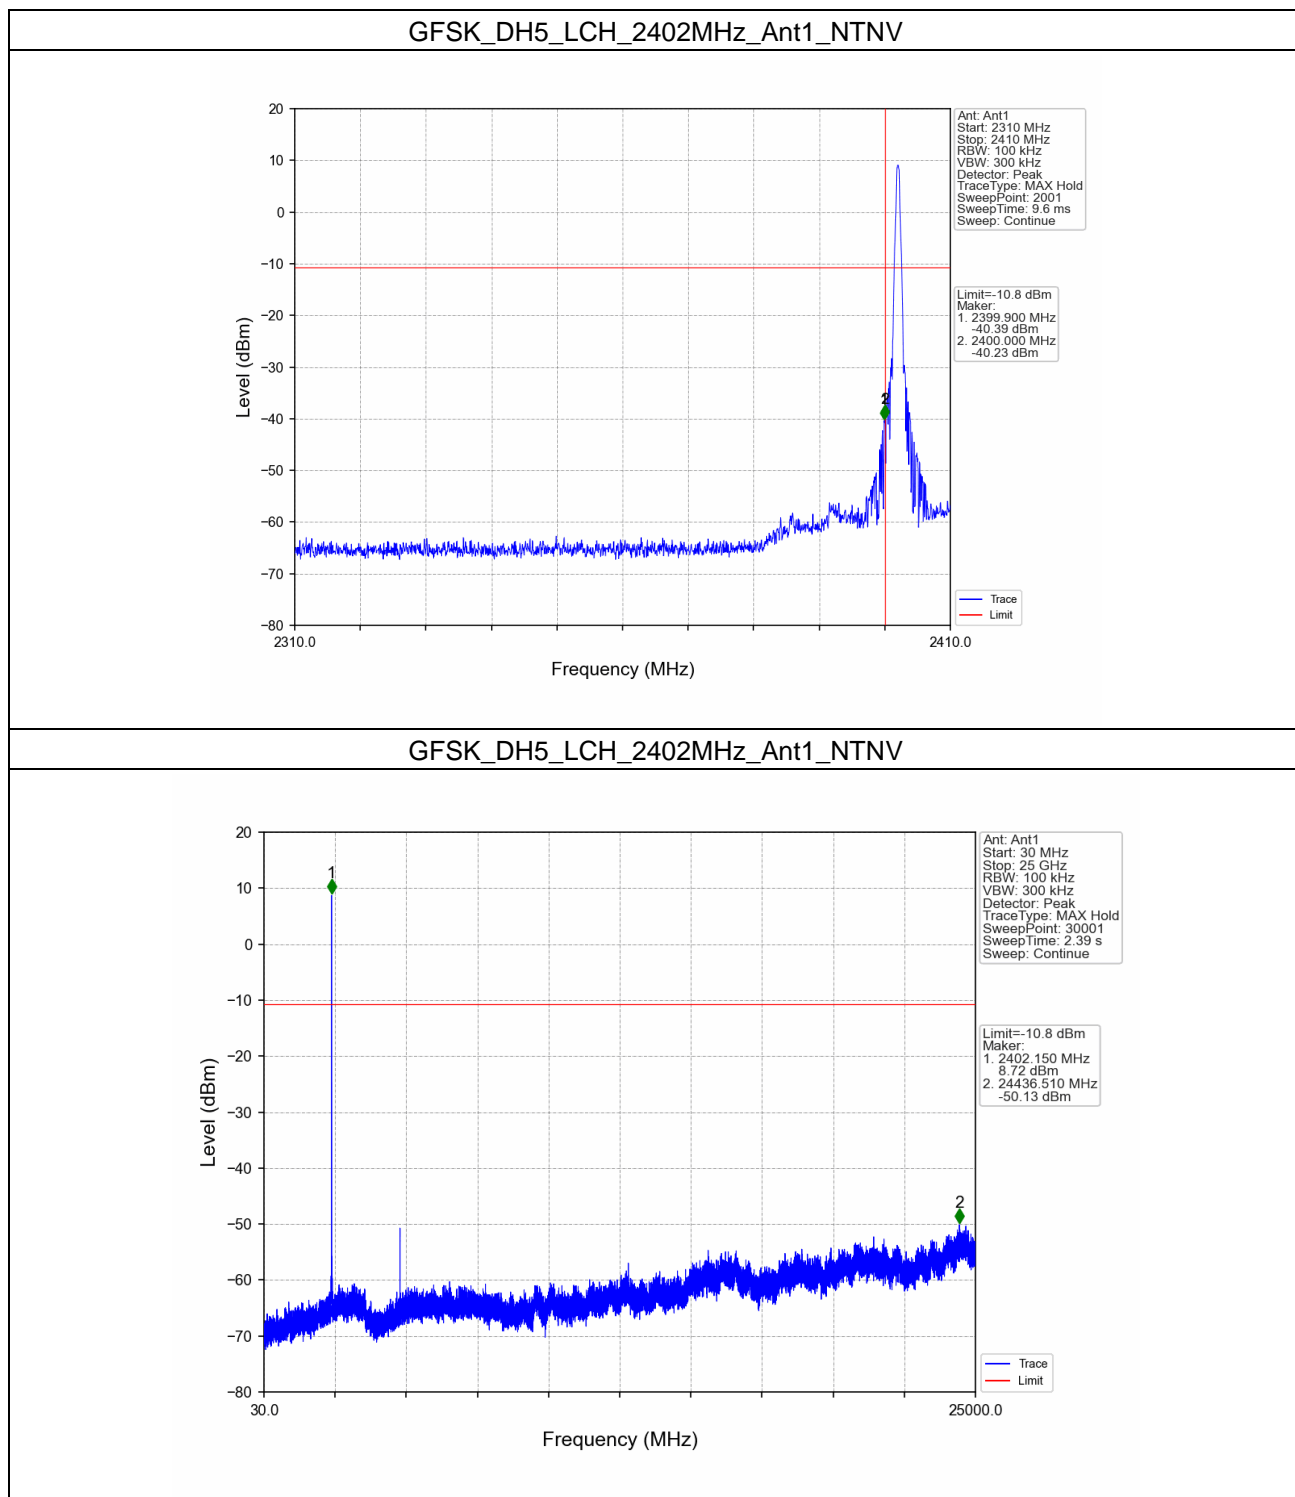 GFSK_DH5_LCH_2402MHz_Ant1_NTNV
20
10
0
−10
−20
−30
−40
−50
−60
−70
−80
Level (dBm)
2310.0
2410.0
Frequency (MHz)
Ant: Ant1
Start: 2310 MHz
Stop: 2410 MHz
RBW: 100 kHz
VBW: 300 kHz
Detector: Peak
TraceType: MAX Hold
SweepPoint: 2001
SweepTime: 9.6 ms
Sweep: Continue
Limit=-10.8 dBm
Maker:
1. 2399.900 MHz
-40.39 dBm
2. 2400.000 MHz
-40.23 dBm
2
Trace
Limit
GFSK_DH5_LCH_2402MHz_Ant1_NTNV
20
10
0
−10
−20
−30
−40
−50
−60
−70
−80
Level (dBm)
30.0
25000.0
Frequency (MHz)
1
2
Ant: Ant1
Start: 30 MHz
Stop: 25 GHz
RBW: 100 kHz
VBW: 300 kHz
Detector: Peak
TraceType: MAX Hold
SweepPoint: 30001
SweepTime: 2.39 s
Sweep: Continue
Limit=-10.8 dBm
Maker:
1. 2402.150 MHz
8.72 dBm
2. 24436.510 MHz
-50.13 dBm
Trace
Limit